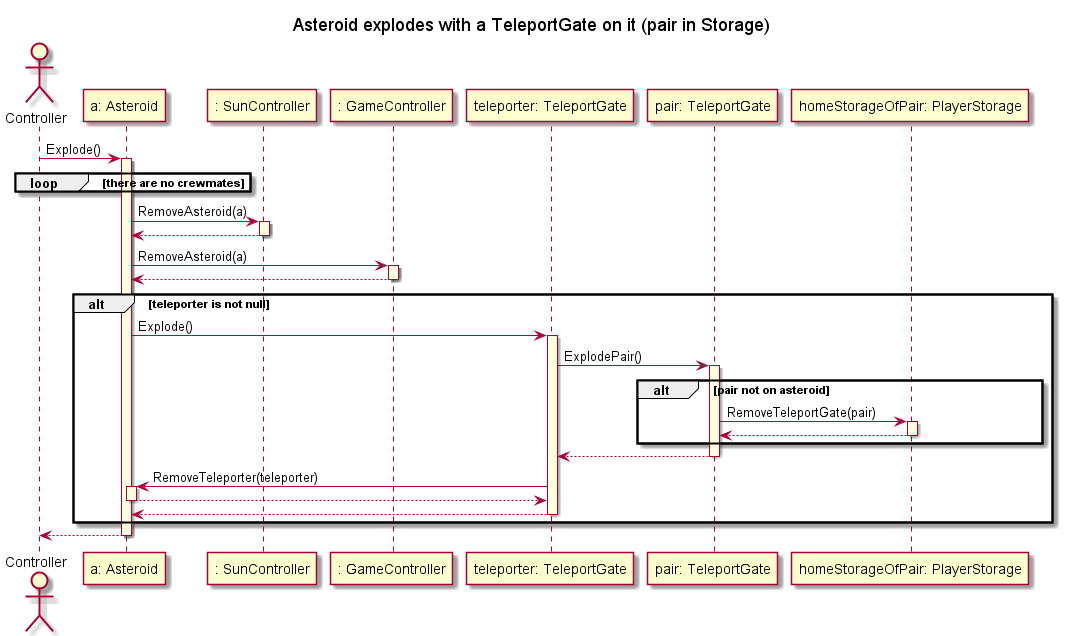 Asteroid explodes with a TeleportGate on it (pair in Storage)
Controller
a: Asteroid
: SunController
: GameController
teleporter: TeleportGate
pair: TeleportGate
homeStorageOfPair: PlayerStorage
Explode()
loop [there are no crewmates]
RemoveAsteroid(a)
RemoveAsteroid(a)
alt [teleporter is not null]
Explode()
ExplodePair()
alt [pair not on asteroid]
RemoveTeleportGate(pair)
RemoveTeleporter(teleporter)
Controller
a: Asteroid
: SunController
: GameController
teleporter: TeleportGate
pair: TeleportGate
homeStorageOfPair: PlayerStorage